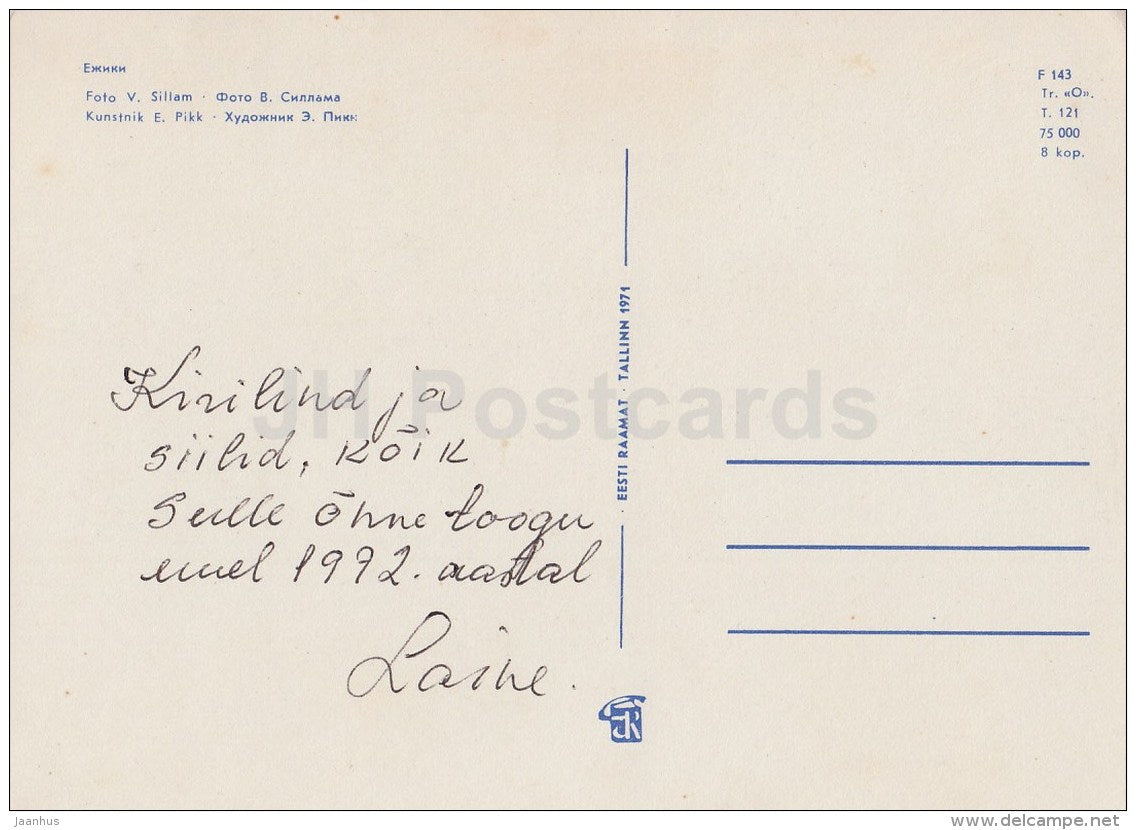 Ежики
Foto V. Sillam · Фото В. Силлама
Kunstnik E. Pikk · Художник Э. Пикк
F 143
Tr. «O».
T. 121
75 000
8 kop.
EESTI RAAMAT · TALLINN 1971
JH Postcards
Kirilind ja
siilid, kõik
Sulle õnne toogu
uuel 1992. aastal
Laine.
Jaanhus
www.delcampe.net